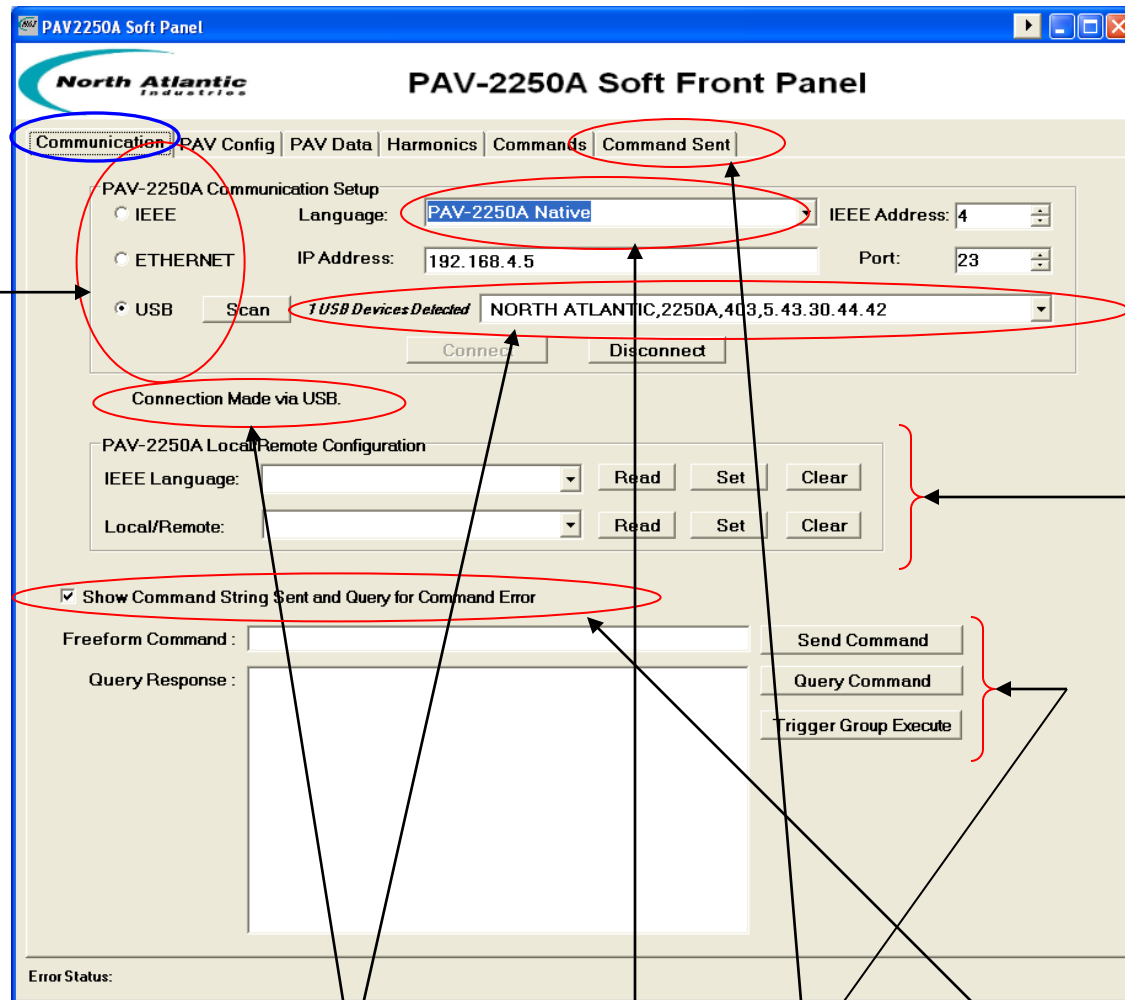 PAV2250A Soft Panel
North Atlantic
Industries
PAV-2250A Soft Front Panel
Communication PAV Config PAV Data Harmonics Commands Command Sent
PAV-2250A Communication Setup
IEEE Language: PAV-2250A Native IEEE Address: 4
ETHERNET IP Address: 192.168.4.5 Port: 23
USB Scan 1 USB Devices Detected NORTH ATLANTIC,2250A,403,5.43.30.44.42
Connect Disconnect
Connection Made via USB.
PAV-2250A Local/Remote Configuration
IEEE Language: Read Set Clear
Local/Remote: Read Set Clear
Show Command String Sent and Query for Command Error
Freeform Command : Send Command
Query Response : Query Command
Trigger Group Execute
Error Status: